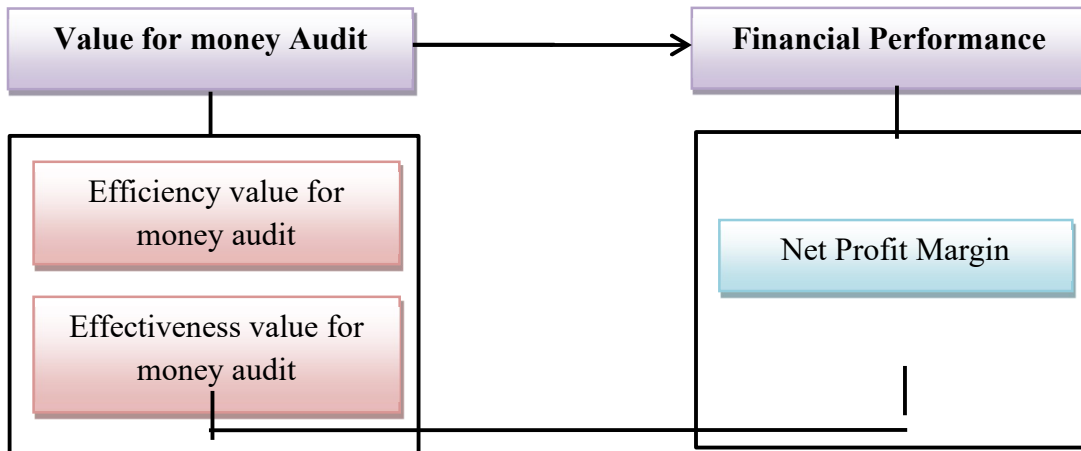 Value for money Audit
Financial Performance
Efficiency value for
money audit
Effectiveness value for
money audit
Net Profit Margin